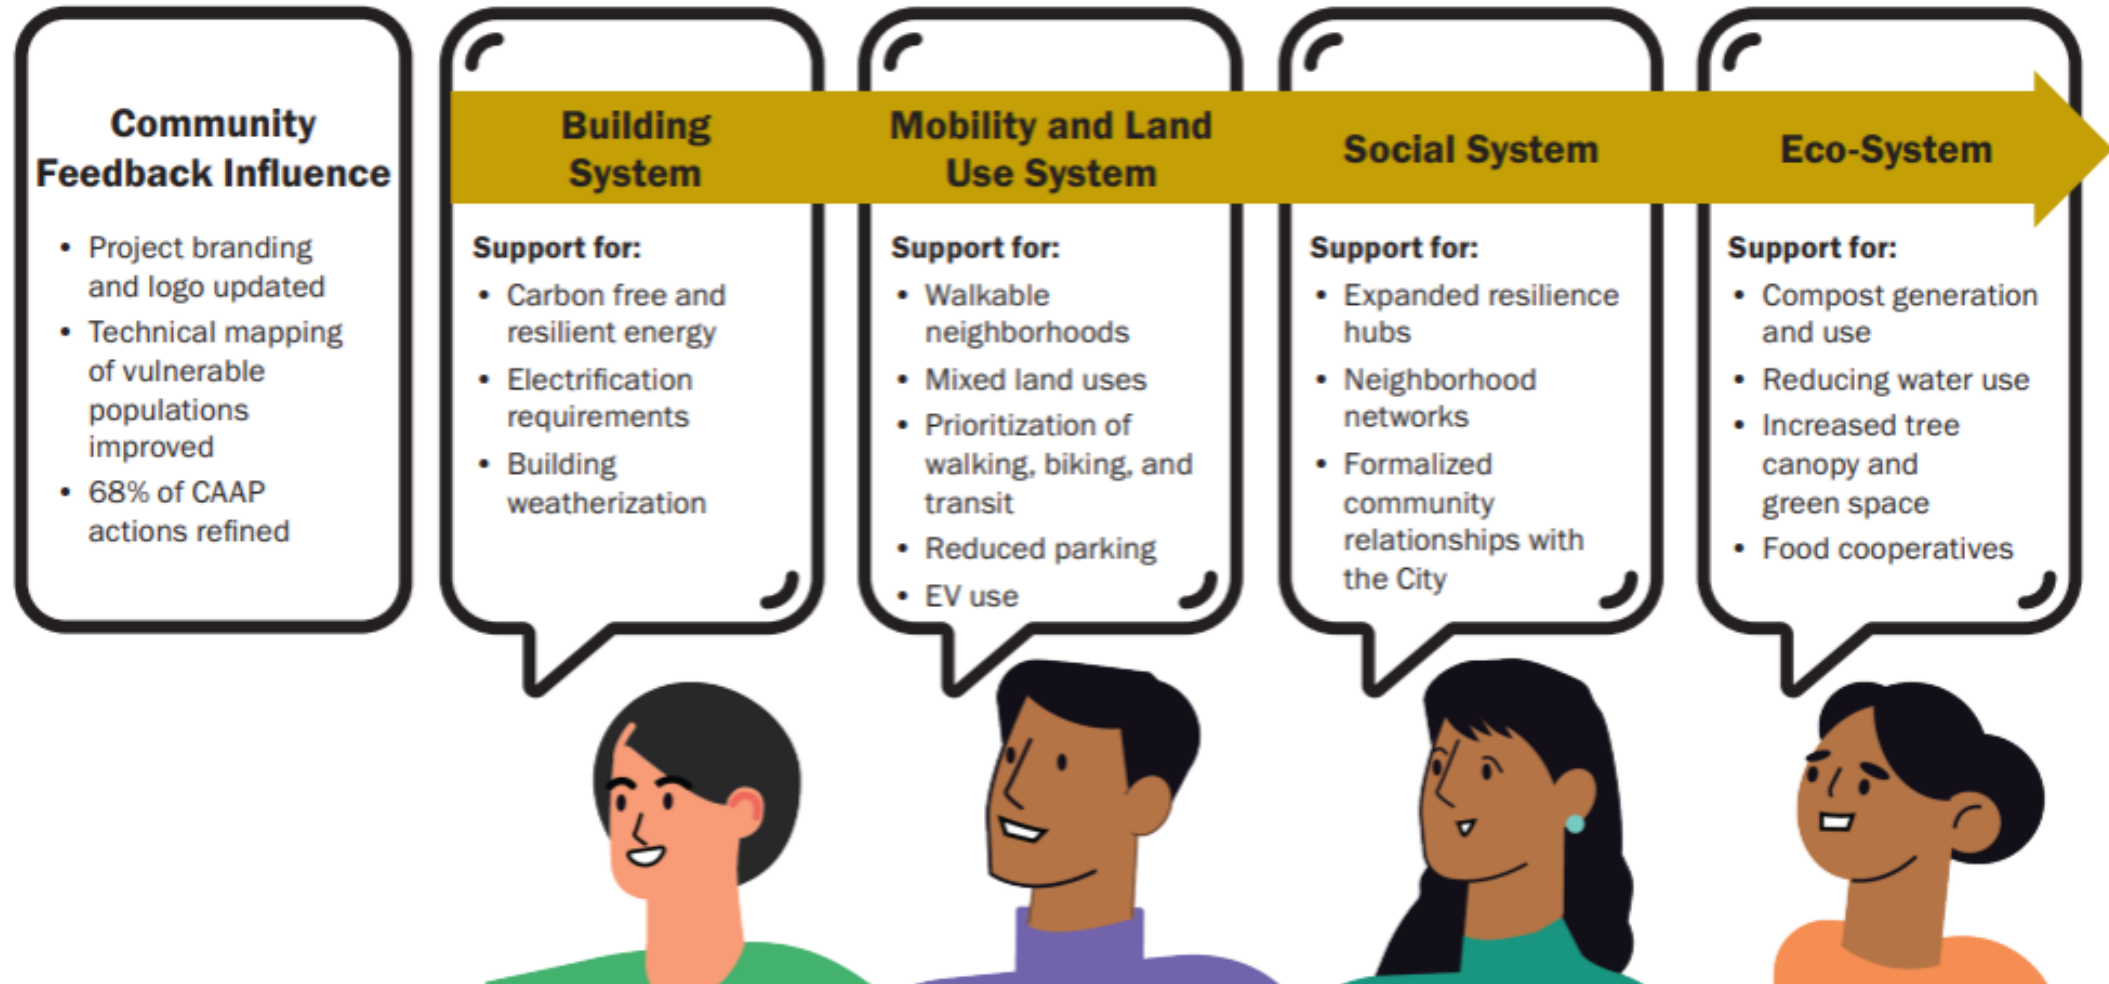 Community
Feedback Influence
• Project branding
and logo updated
• Technical mapping
of vulnerable
populations
improved
• 68% of CAAP
actions refined
Building
System
Support for:
• Carbon free and
resilient energy
• Electrification
requirements
• Building
weatherization
Mobility and Land
Use System
Support for:
• Walkable
neighborhoods
• Mixed land uses
• Prioritization of
walking, biking, and
transit
• Reduced parking
• EV use
Social System
Support for:
• Expanded resilience
hubs
• Neighborhood
networks
• Formalized
community
relationships with
the City
Eco-System
Support for:
• Compost generation
and use
• Reducing water use
• Increased tree
canopy and
green space
• Food cooperatives